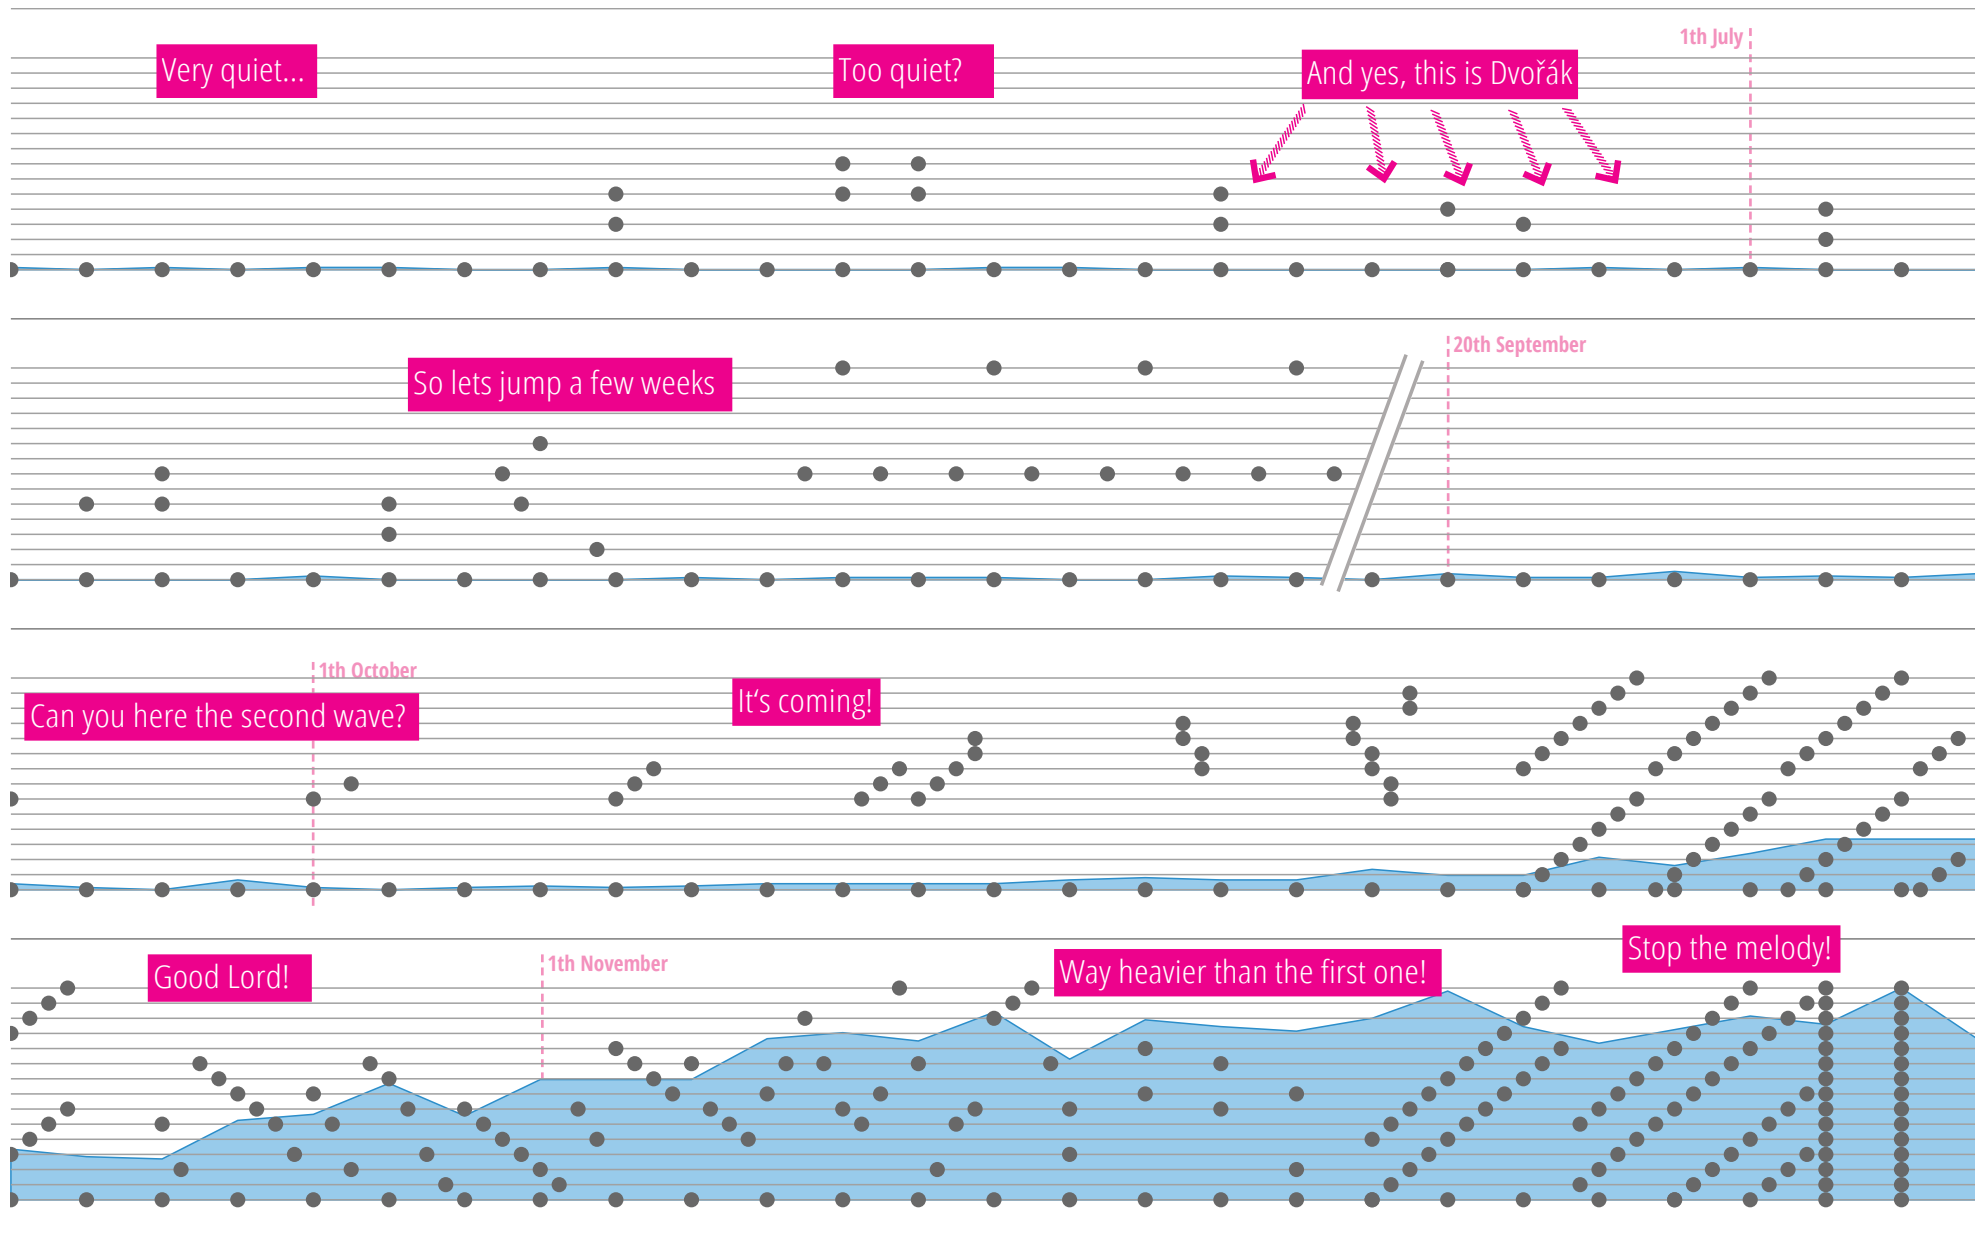 1th July
Very quiet...
Too quiet?
And yes, this is Dvořák
20th September
So lets jump a few weeks
1th October
Can you here the second wave?
It‘s coming!
Good Lord!
1th November
Way heavier than the first one!
Stop the melody!